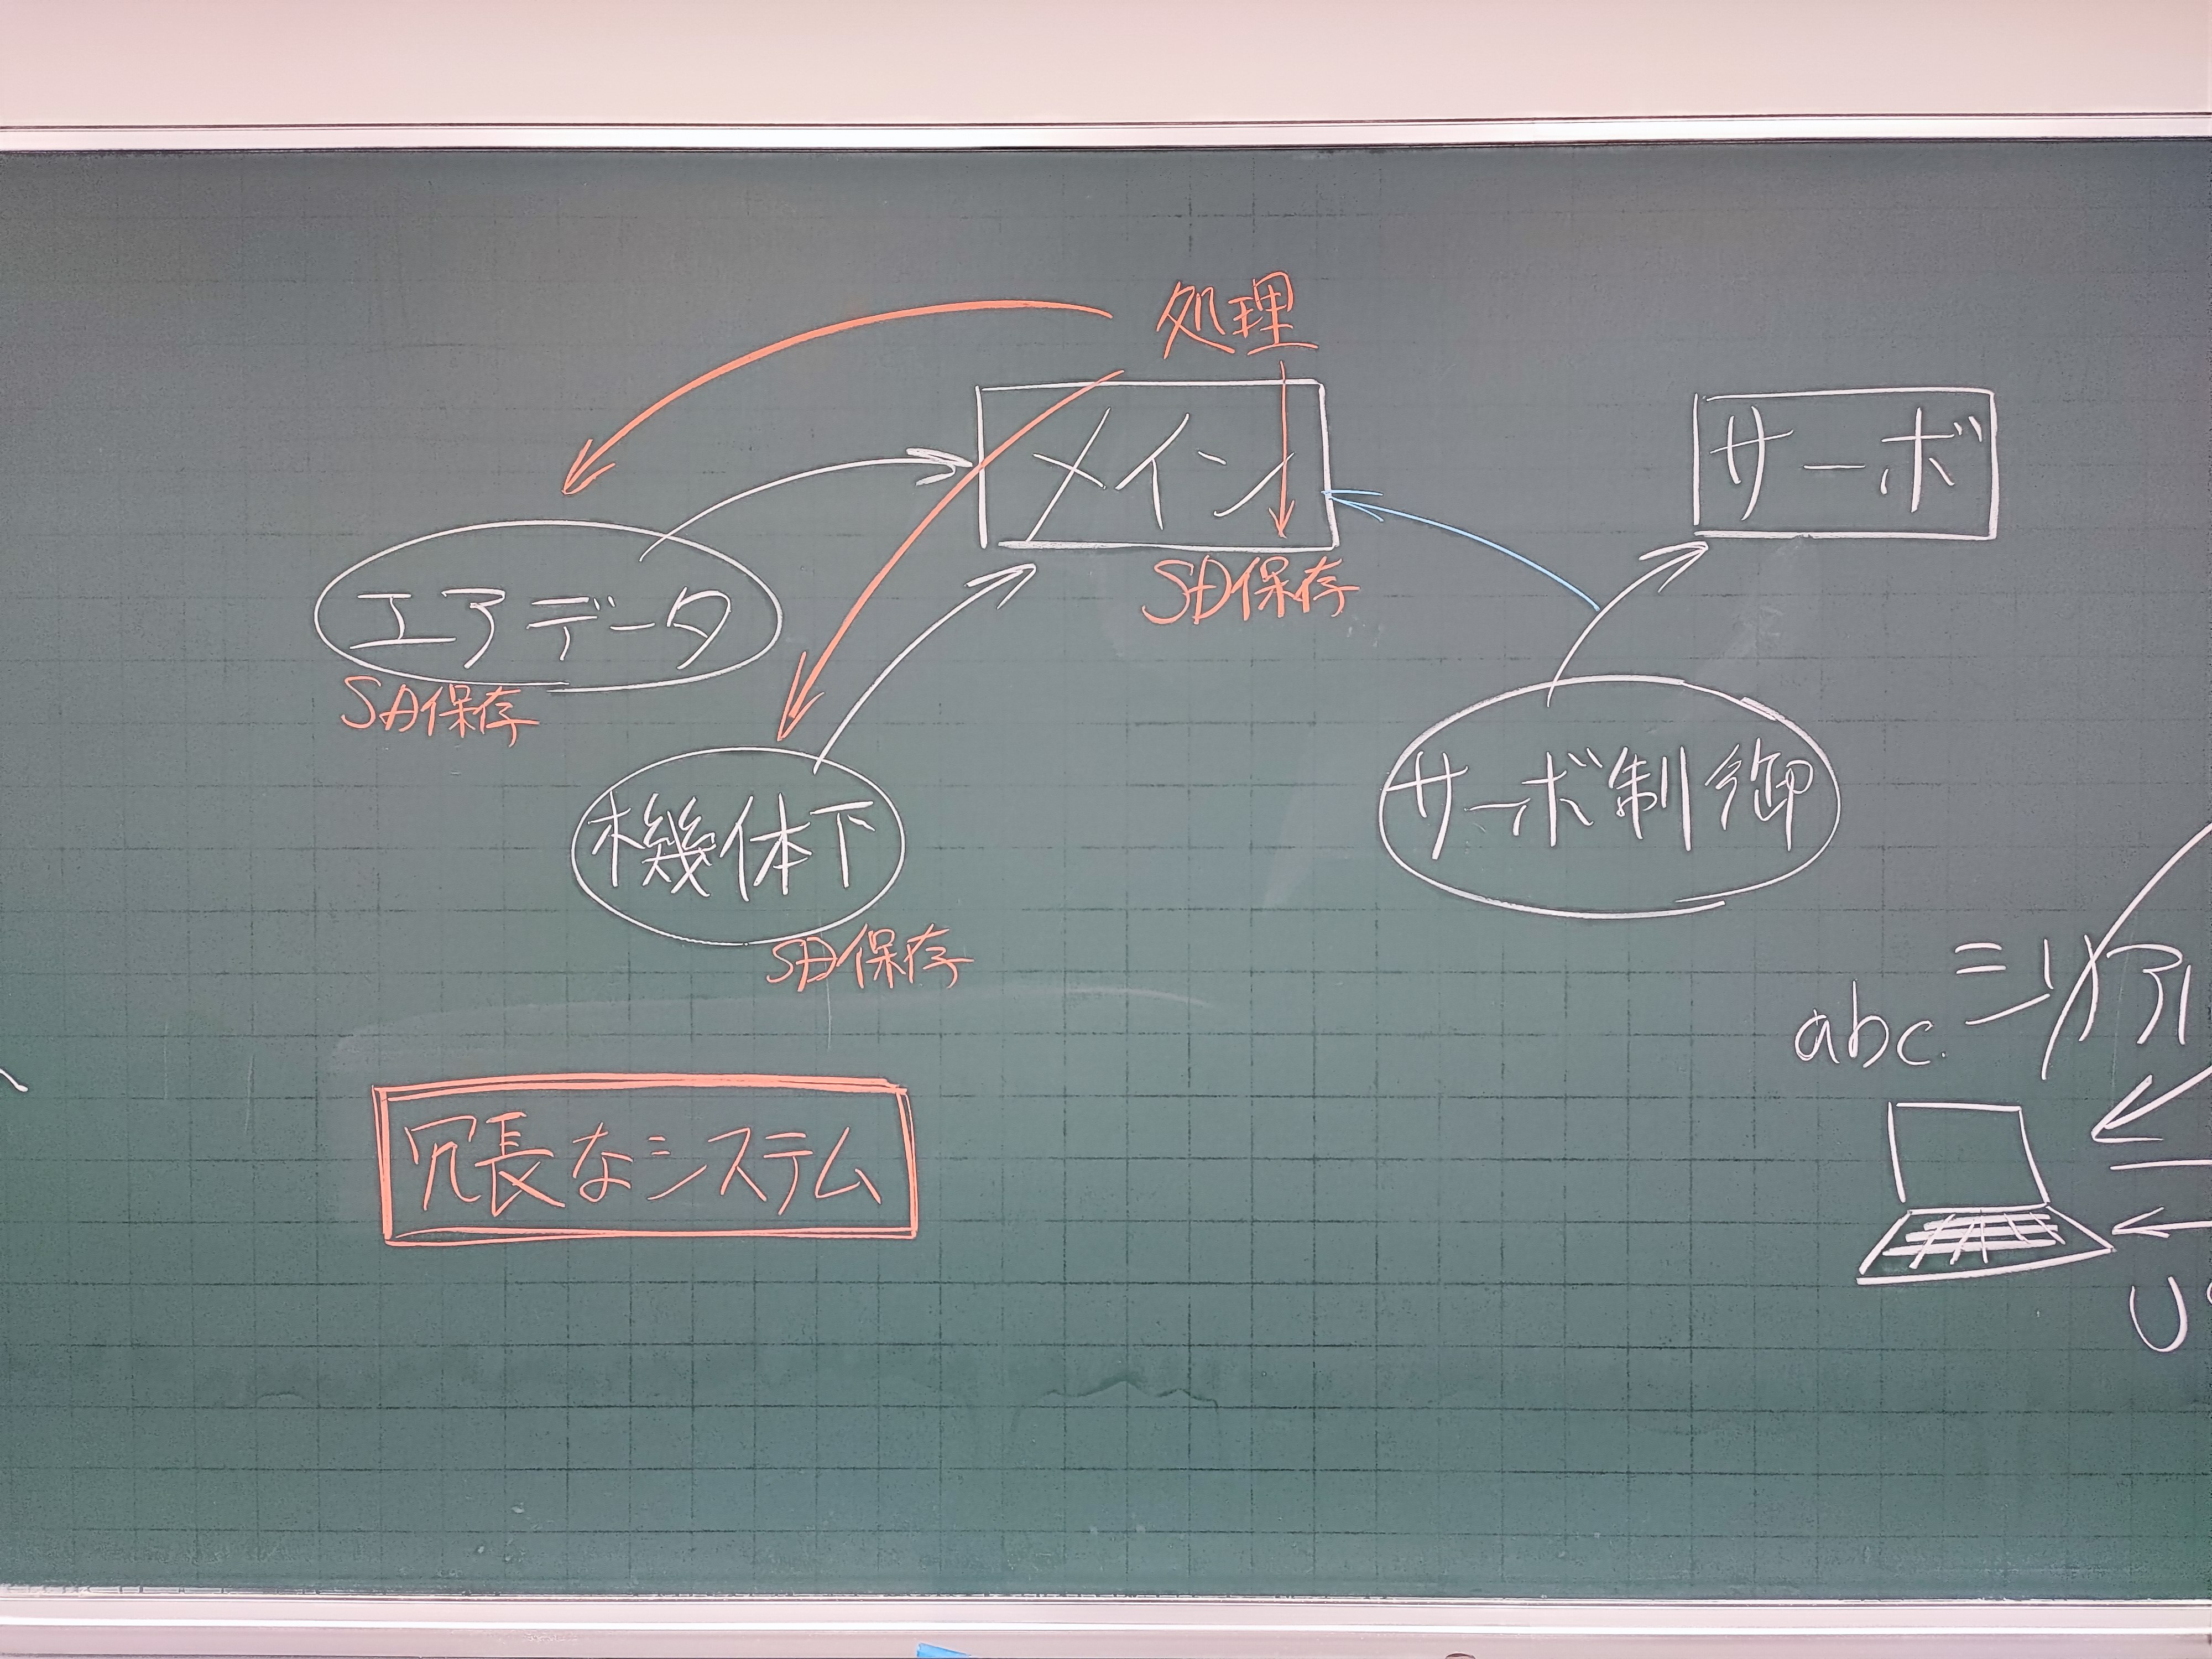 処理
メイン
サーボ
エアデータ
SD保存
SD保存
機体下
サーボ制御
SD保存
abc.
シリアル
冗長なシステム